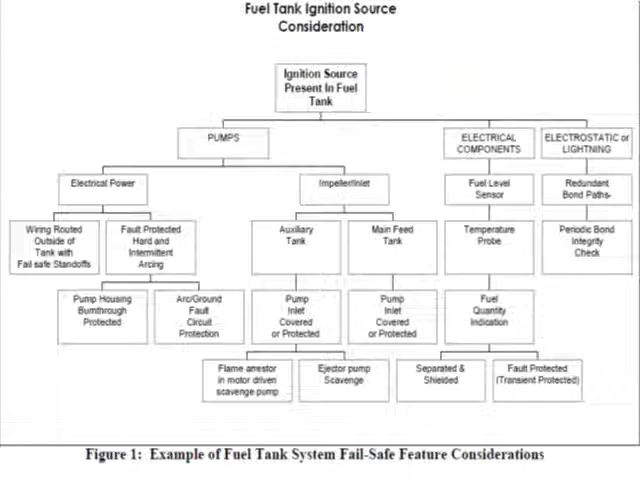 Fuel Tank Ignition Source
Consideration
Ignition Source
Present In Fuel
Tank
PUMPS
ELECTRICAL
COMPONENTS
ELECTROSTATIC or
LIGHTNING
Electrical Power
Impeller/Inlet
Fuel Level
Sensor
Redundant
Bond Paths-
Wiring Routed
Outside of
Tank with
Fail safe Standoffs
Fault Protected
Hard and
Intermittent
Arcing
Auxiliary
Tank
Main Feed
Tank
Temperature
Probe
Periodic Bond
Integrity
Check
Pump Housing
Burnthrough
Protected
Arc/Ground
Fault
Circuit
Protection
Pump
Inlet
Covered
or Protected
Pump
Inlet
Covered
or Protected
Fuel
Quantity
Indication
Flame arrestor
in motor driven
scavenge pump
Ejector pump
Scavenge
Separated &
Shielded
Fault Protected
(Transient Protected)
Figure 1: Example of Fuel Tank System Fail-Safe Feature Considerations